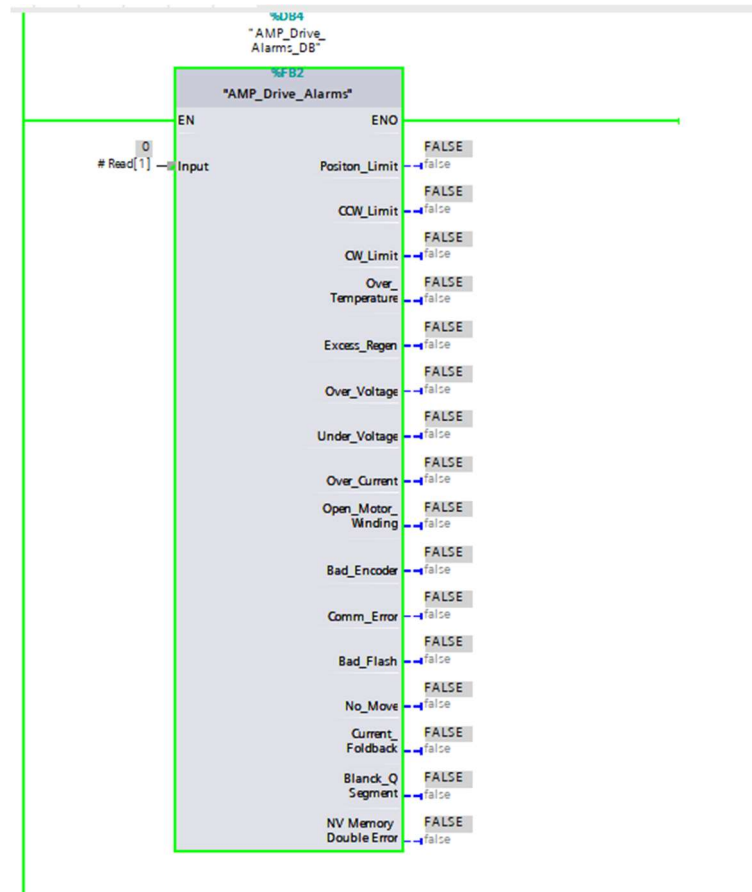 %DB4
"AMP_Drive_
Alarms_DB"
%FB2
"AMP_Drive_Alarms"
EN ENO
0 FALSE
# Read[1] Input Positon_Limit false
FALSE
CCW_Limit false
FALSE
CW_Limit false
Over_ FALSE
Temperature false
FALSE
Excess_Regen false
FALSE
Over_Voltage false
FALSE
Under_Voltage false
FALSE
Over_Current false
Open_Motor_ FALSE
Winding false
FALSE
Bad_Encoder false
FALSE
Comm_Error false
FALSE
Bad_Flash false
FALSE
No_Move false
Current_ FALSE
Foldback false
Blanck_Q FALSE
Segment false
NV Memory FALSE
Double Error false